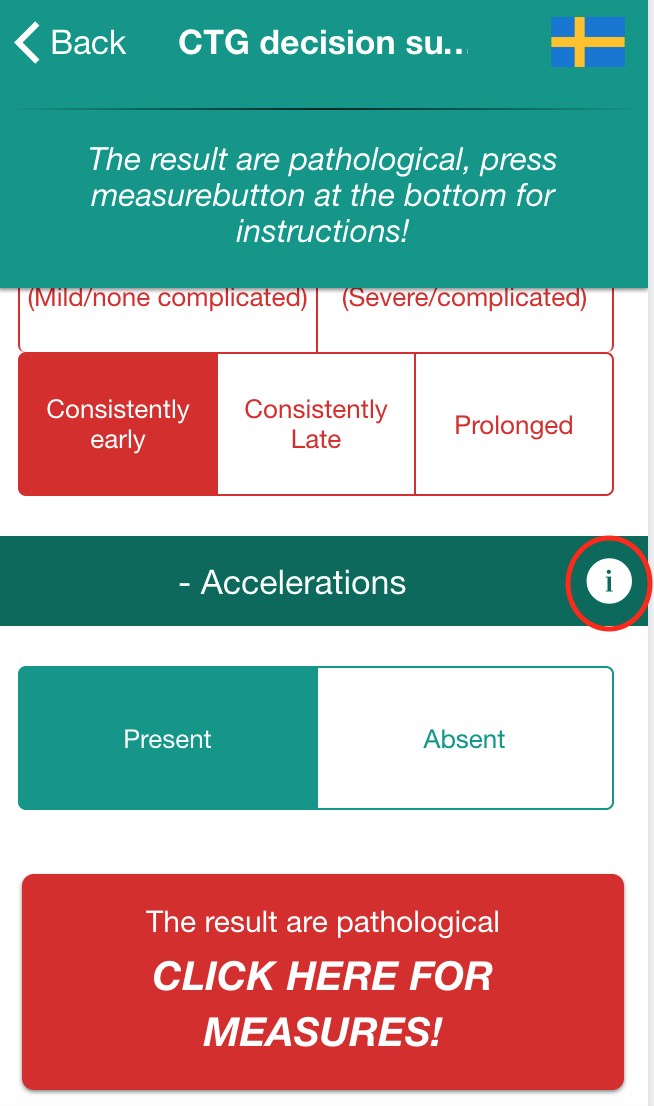 Back
CTG decision su...
The result are pathological, press
measurebutton at the bottom for
instructions!
(Mild/none complicated)
(Severe/complicated)
Consistently
early
Consistently
Late
Prolonged
- Accelerations
i
Present
Absent
The result are pathological
CLICK HERE FOR
MEASURES!